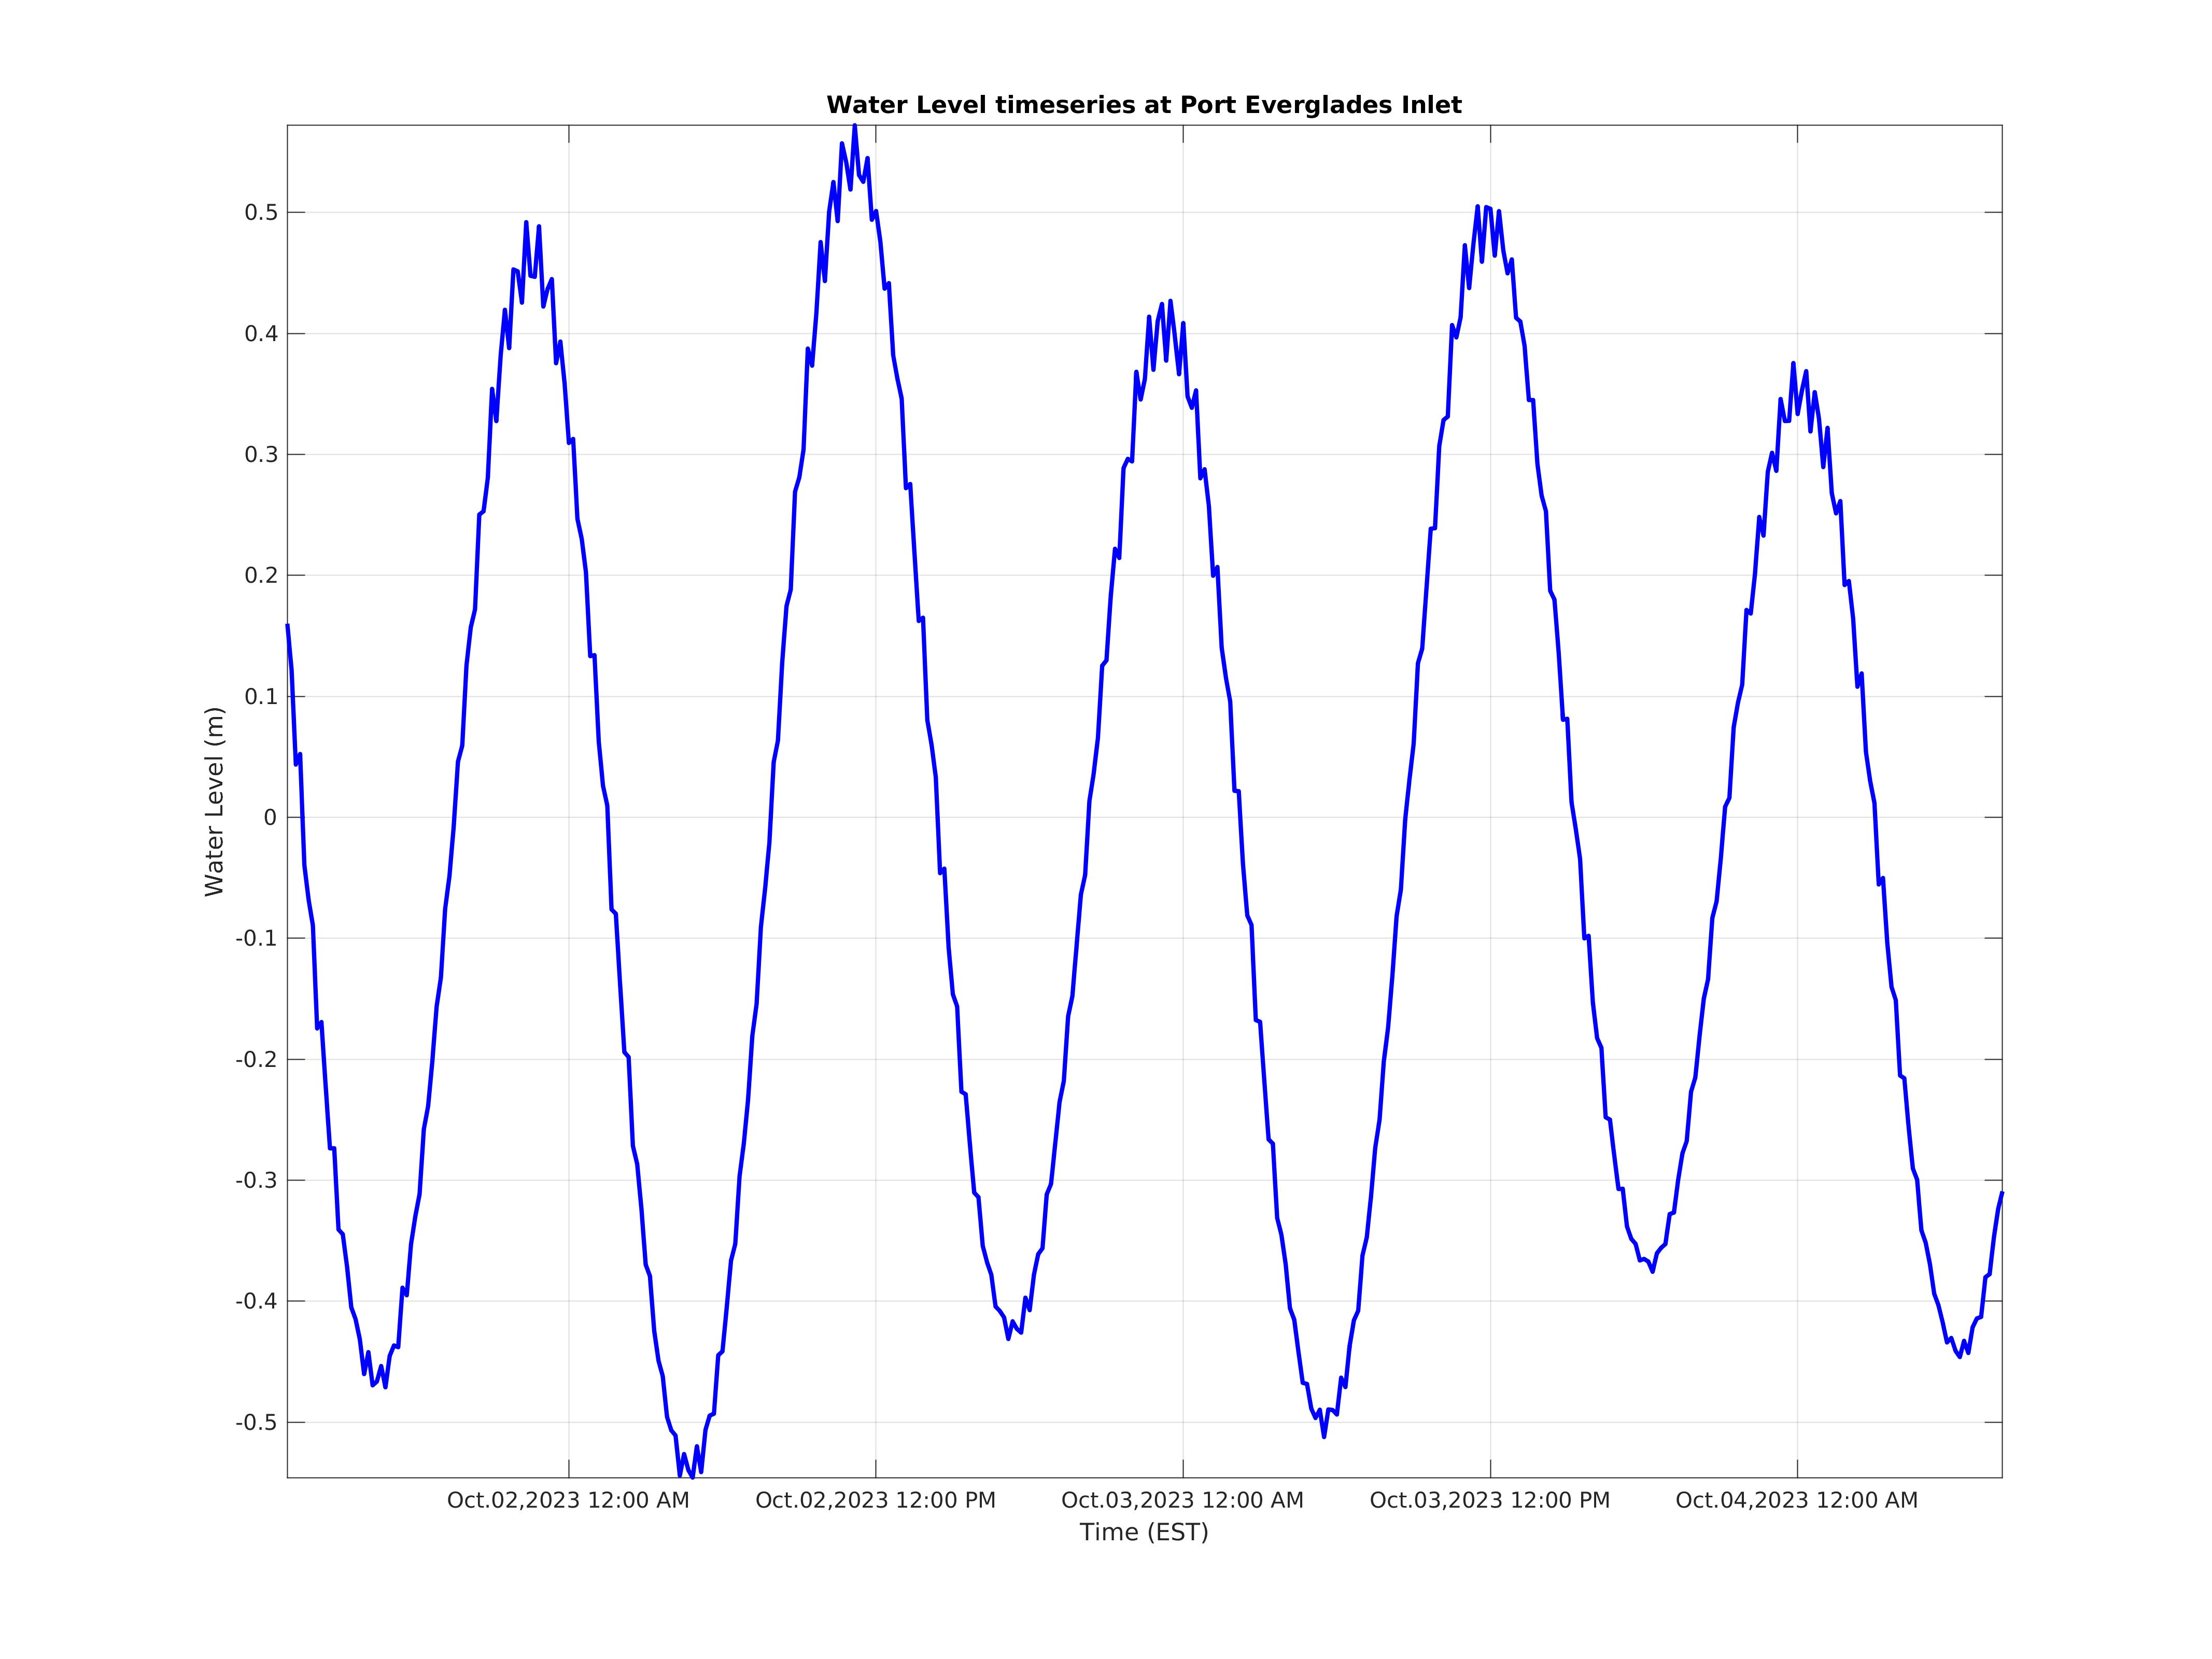 Water Level timeseries at Port Everglades Inlet
0.5
0.4
0.3
0.2
0.1
0
-0.1
-0.2
-0.3
-0.4
-0.5
Water Level (m)
Oct.02,2023 12:00 AM
Oct.02,2023 12:00 PM
Oct.03,2023 12:00 AM
Oct.03,2023 12:00 PM
Oct.04,2023 12:00 AM
Time (EST)